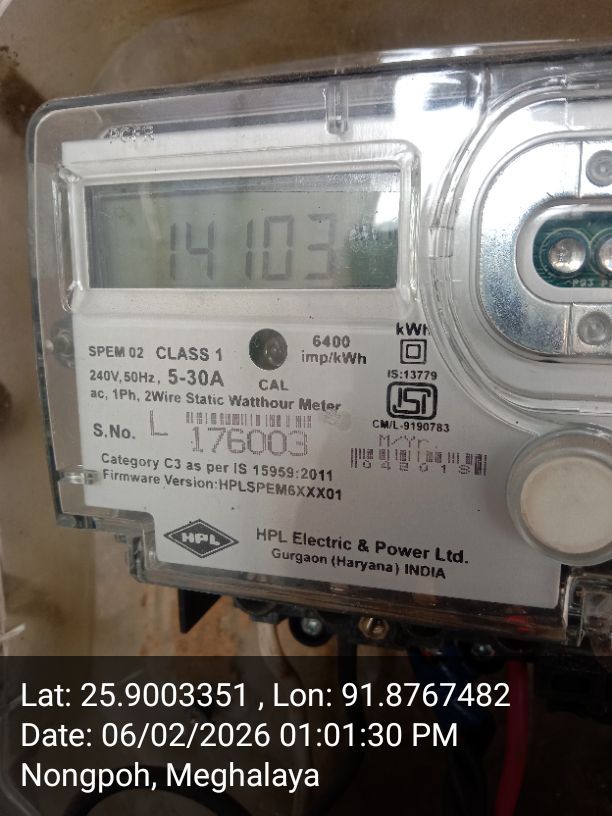 14103
SPEM 02 CLASS 1
6400
imp/kWh
kWh
240V,50Hz, 5-30A
CAL
IS:13779
ac, 1Ph, 2Wire Static Watthour Meter
ISI
CM/L-9190783
S.No. L 176003
M/Yr.
Category C3 as per IS 15959:2011
Firmware Version:HPLSPEM6XXX01
HPL
HPL Electric & Power Ltd.
Gurgaon (Haryana) INDIA
Lat: 25.9003351 , Lon: 91.8767482
Date: 06/02/2026 01:01:30 PM
Nongpoh, Meghalaya